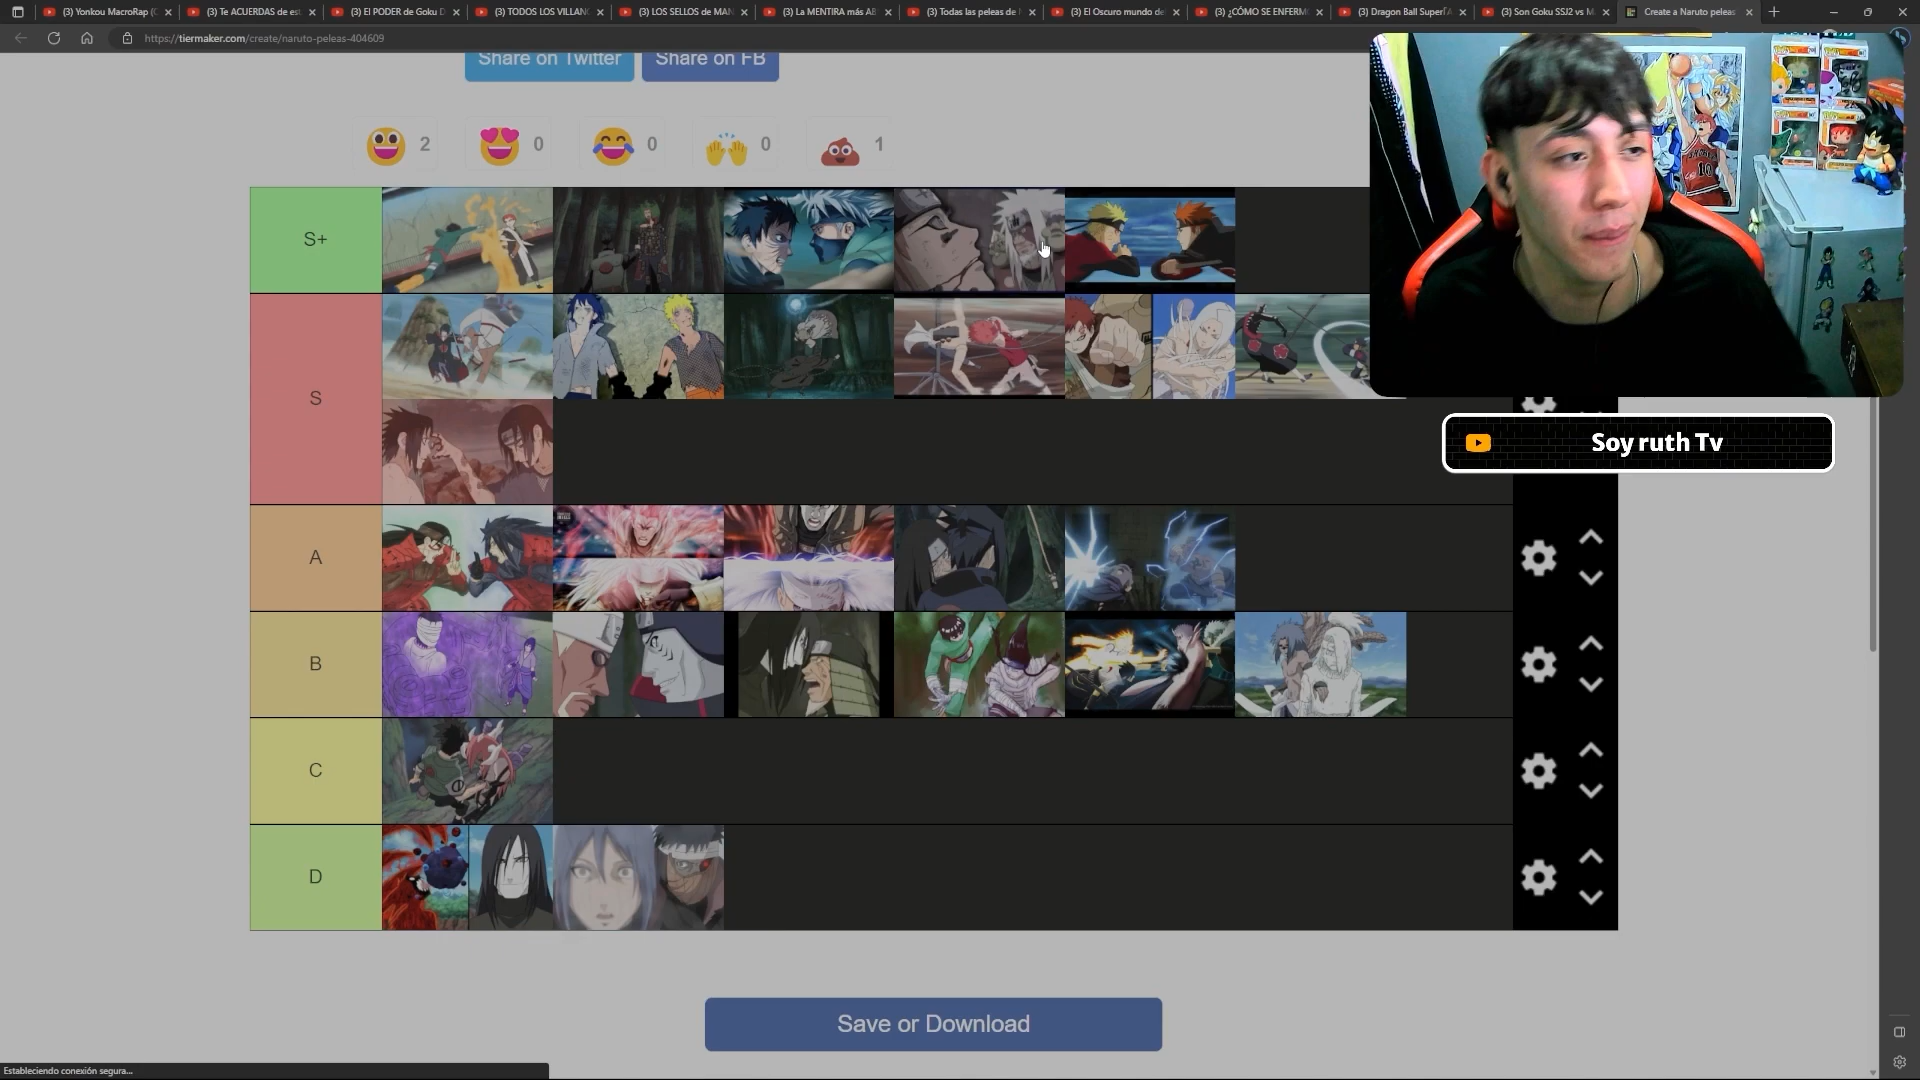 (3) Yonkou MacroRap (C
(3) Te ACUERDAS de es
(3) El PODER de Goku D
(3) TODOS LOS VILLAN
(3) LOS SELLOS de MAN
(3) La MENTIRA más AB
(3) Todas las peleas de
(3) El Oscuro mundo de
(3) ¿CÓMO SE ENFERM
(3) Dragon Ball Super
(3) Son Goku SSJ2 vs M
Create a Naruto peleas
https://tiermaker.com/create/naruto-peleas-404609
Share on Twitter
Share on FB
2
0
0
0
1
S+
S
A
B
C
D
10
Soy ruth Tv
Save or Download
Estableciendo conexión segura...